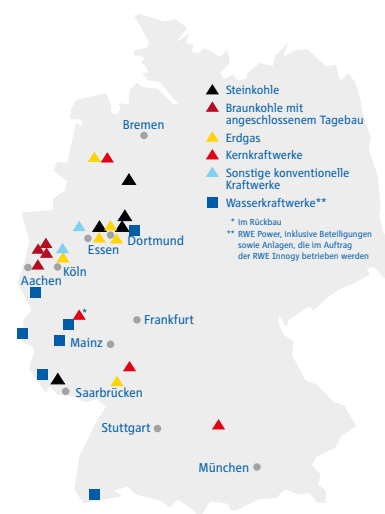 Steinkohle
Braunkohle mit
angeschlossenem Tagebau
Erdgas
Kernkraftwerke
Sonstige konventionelle
Kraftwerke
Wasserkraftwerke**
* im Rückbau
** RWE Power, inklusive Beteiligungen
sowie Anlagen, die im Auftrag
der RWE Innogy betrieben werden
Bremen
Dortmund
Essen
Köln
Aachen
*
Frankfurt
Mainz
Saarbrücken
Stuttgart
München